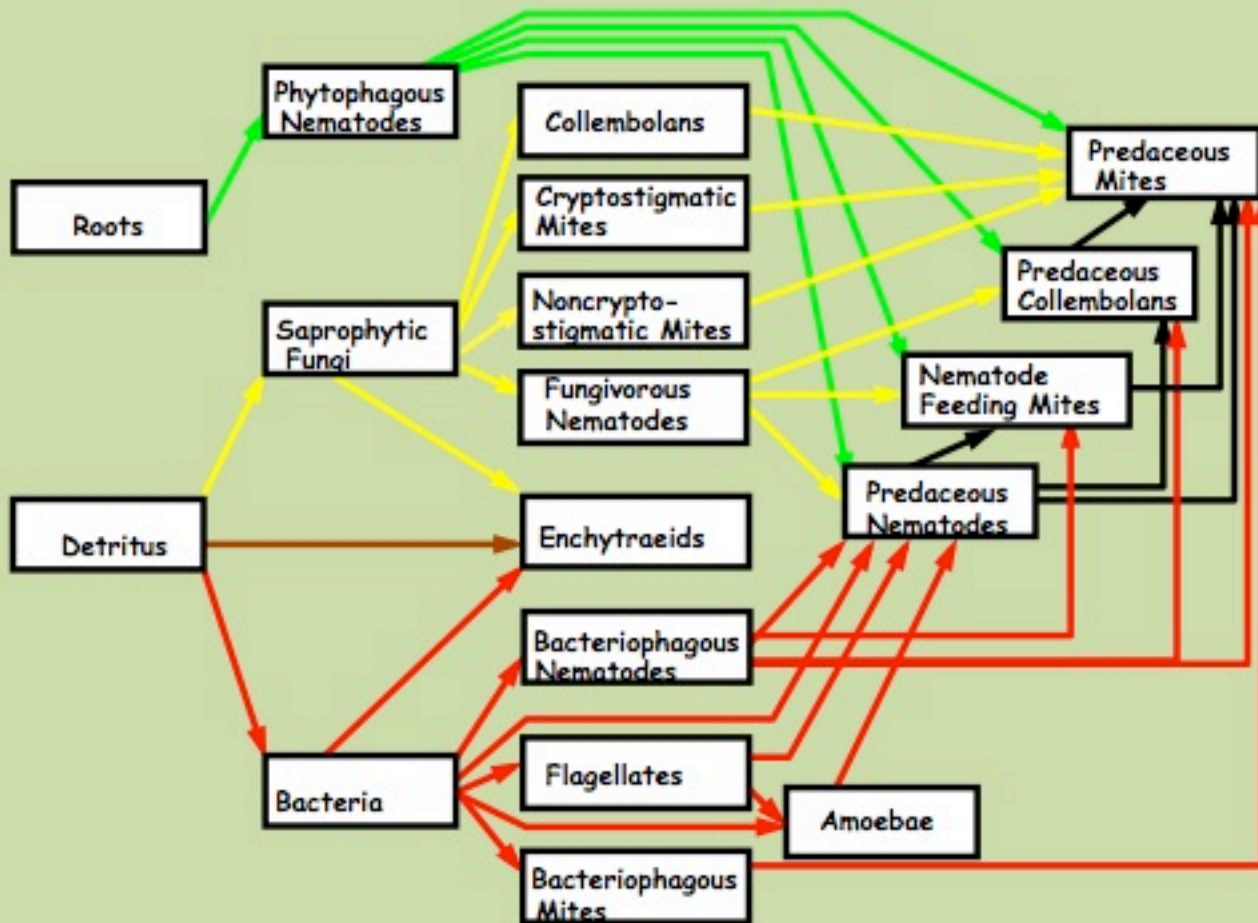 Phytophagous
Nematodes
Collembolans
Predaceous
Mites
Roots
Cryptostigmatic
Mites
Predaceous
Collembolans
Noncrypto-
stigmatic Mites
Saprophytic
Fungi
Nematode
Feeding Mites
Fungivorous
Nematodes
Predaceous
Nematodes
Detritus
Enchytraeids
Bacteriophagous
Nematodes
Flagellates
Bacteria
Amoebae
Bacteriophagous
Mites